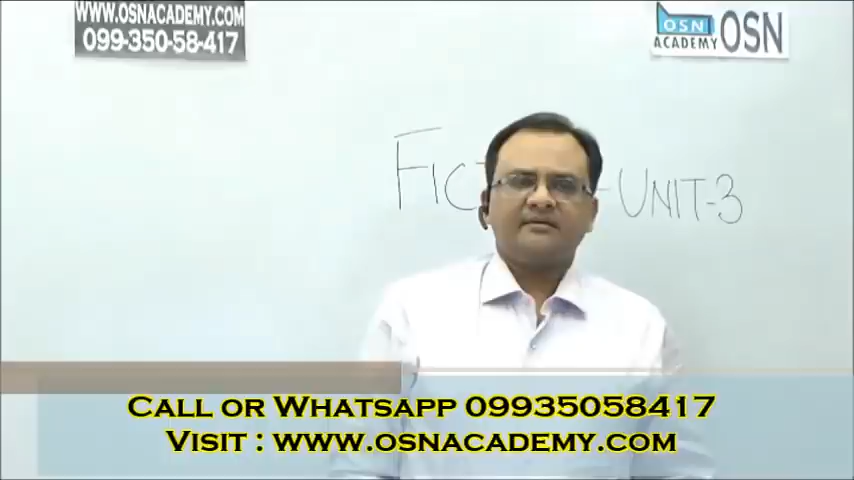 WWW.OSNACADEMY.COM
099-350-58-417
OSN
ACADEMY
OSN
UNIT-3
CALL OR WHATSAPP 09935058417
VISIT : WWW.OSNACADEMY.COM